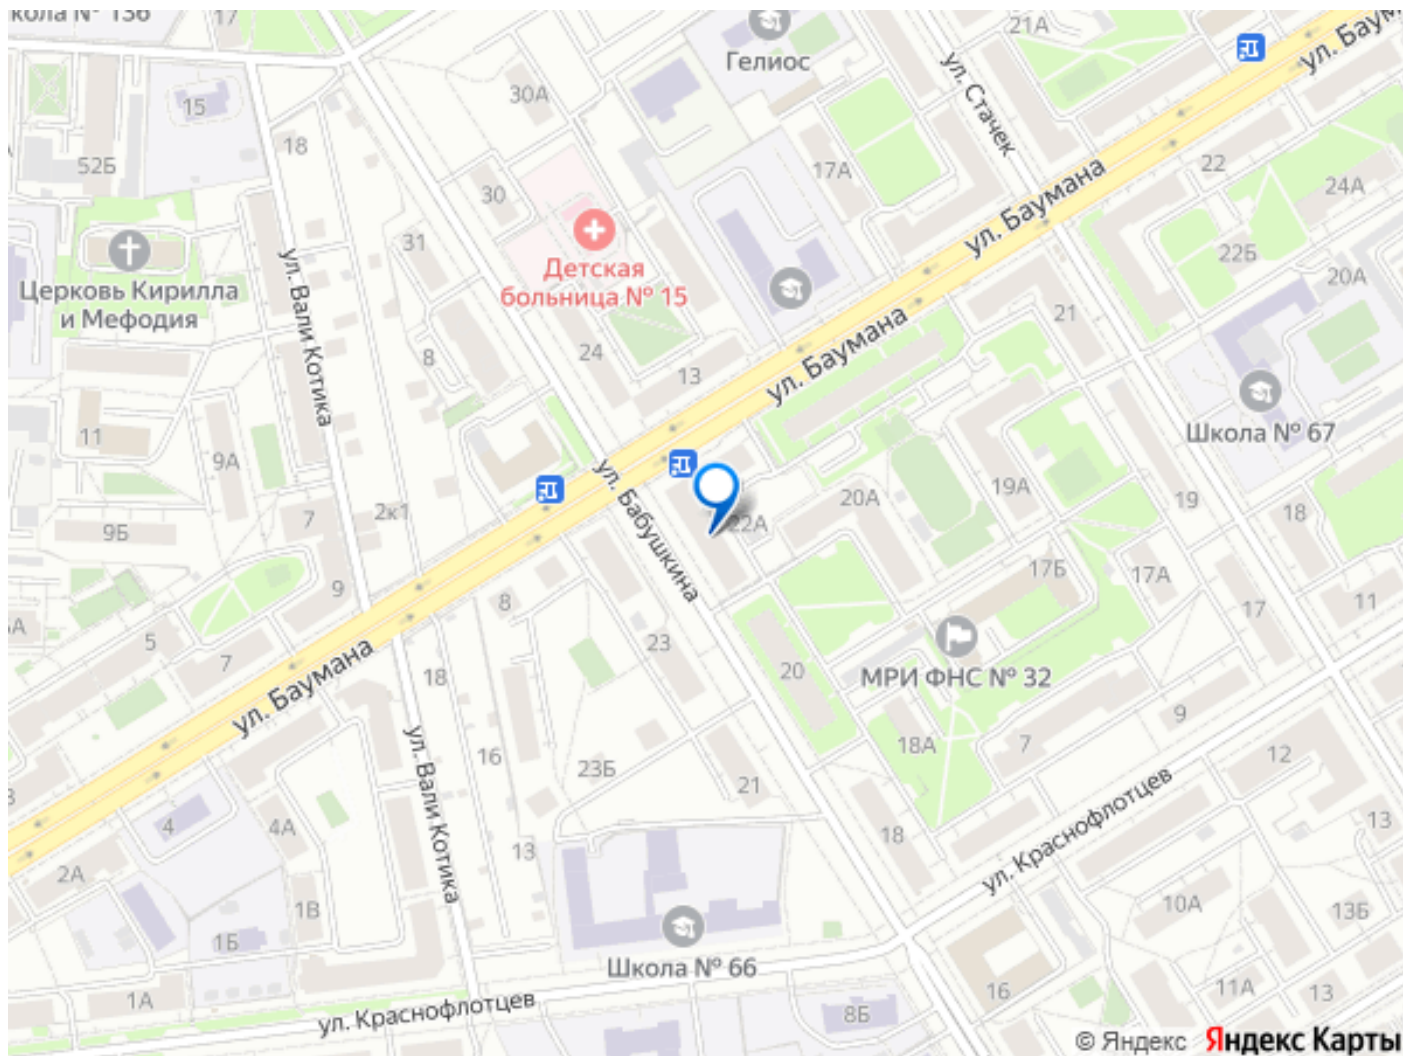 кола № 136
17
21А
ул. Баум
ул. Баум
Гелиос
30А
ул. Стачек
15
18
52Б
30
17А
22
24А
ул. Баумана
31
22Б
20А
Детская
больница № 15
Церковь Кирилла
и Мефодия
ул. Вали Котика
21
24
8
13
ул. Баумана
11
9А
Школа № 67
ул. Бабушкина
2к1
7
9Б
22А
20А
19А
19
18
9
8
17Б
17А
17
11
5А
5
7
23
20
МРИ ФНС № 32
ул. Баумана
18
ул. Вали Котика
16
23Б
21
18А
7
9
12
3
4
4А
13
18
ул. Краснофлотцев
13
2А
1В
1Б
10А
13Б
Школа № 66
1А
ул. Краснофлотцев
8Б
16
11А
13
© Яндекс Яндекс Карты